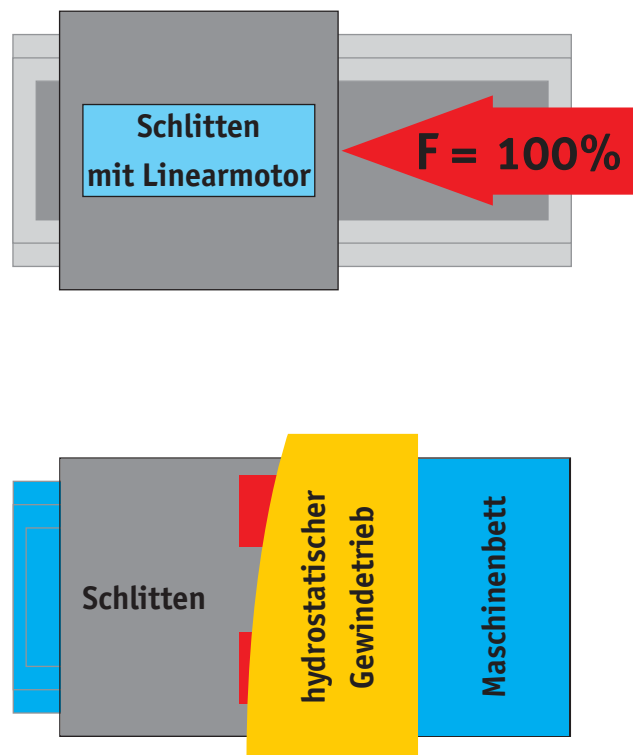 Schlitten
mit Linearmotor
F = 100%
Schlitten
hydrostatischer
Gewindetrieb
Maschinenbett